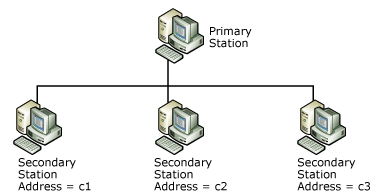 Primary
Station
Secondary
Station
Address = c1
Secondary
Station
Address = c2
Secondary
Station
Address = c3